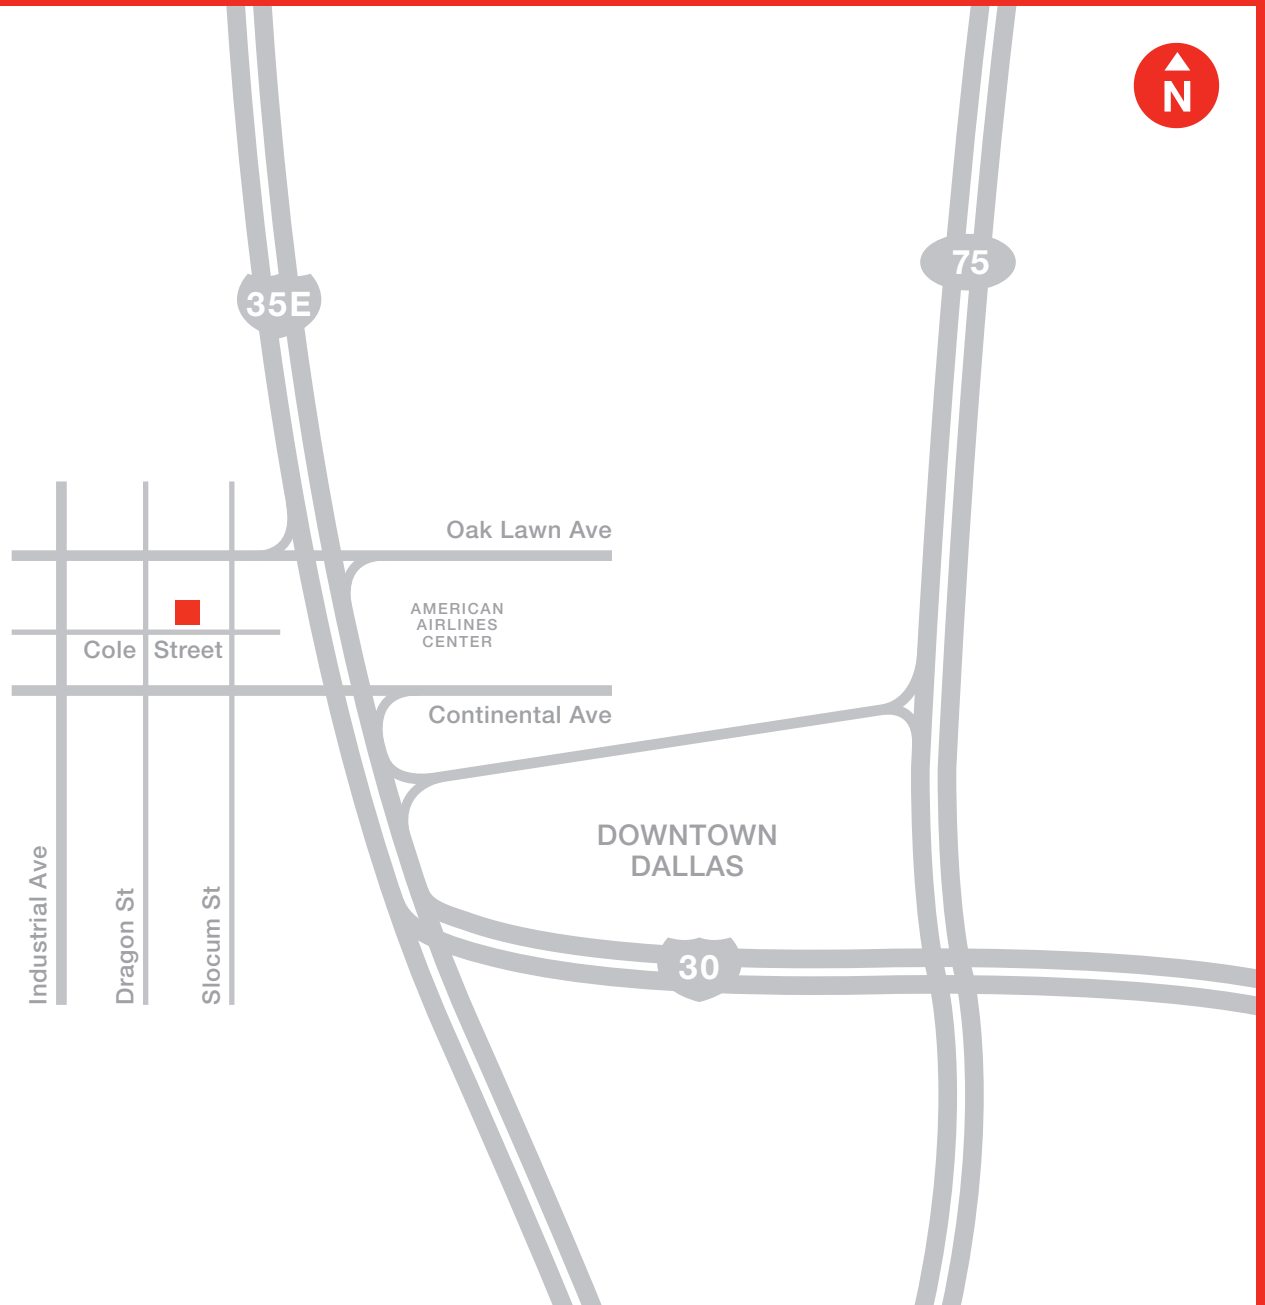 N
75
35E
Oak Lawn Ave
AMERICAN
AIRLINES
CENTER
Cole Street
Continental Ave
DOWNTOWN
DALLAS
Industrial Ave
Dragon St
Slocum St
30